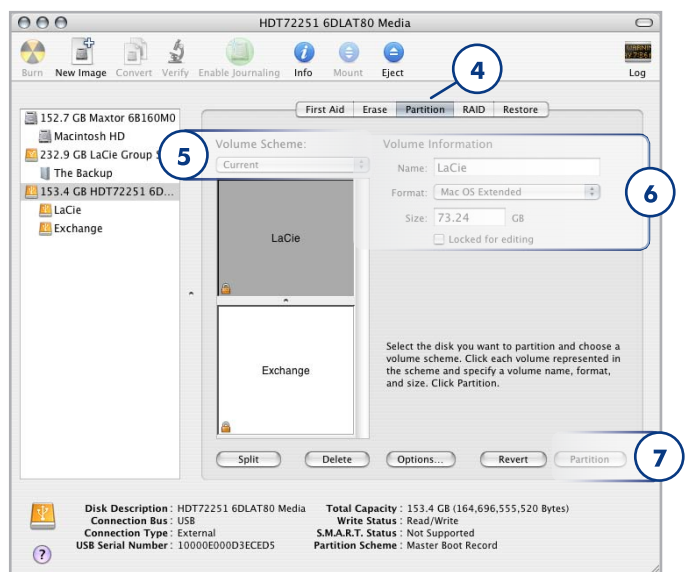 HDT72251 6DLAT80 Media
Burn New Image Convert Verify Enable Journaling Info Mount Eject Log
4
First Aid Erase Partition RAID Restore
152.7 GB Maxtor 6B160M0
Macintosh HD
232.9 GB LaCie Group
The Backup
153.4 GB HDT72251 6D...
LaCie
Exchange
5
Volume Scheme:
Current
LaCie
Exchange
Volume Information
Name: LaCie
Format: Mac OS Extended
Size: 73.24 GB
Locked for editing
6
Select the disk you want to partition and choose a
volume scheme. Click each volume represented in
the scheme and specify a volume name, format,
and size. Click Partition.
Split Delete Options... Revert Partition
7
Disk Description : HDT72251 6DLAT80 Media
Connection Bus : USB
Connection Type : External
USB Serial Number : 10000E000D3ECED5
Total Capacity : 153.4 GB (164,696,555,520 Bytes)
Write Status : Read/Write
S.M.A.R.T. Status : Not Supported
Partition Scheme : Master Boot Record
?